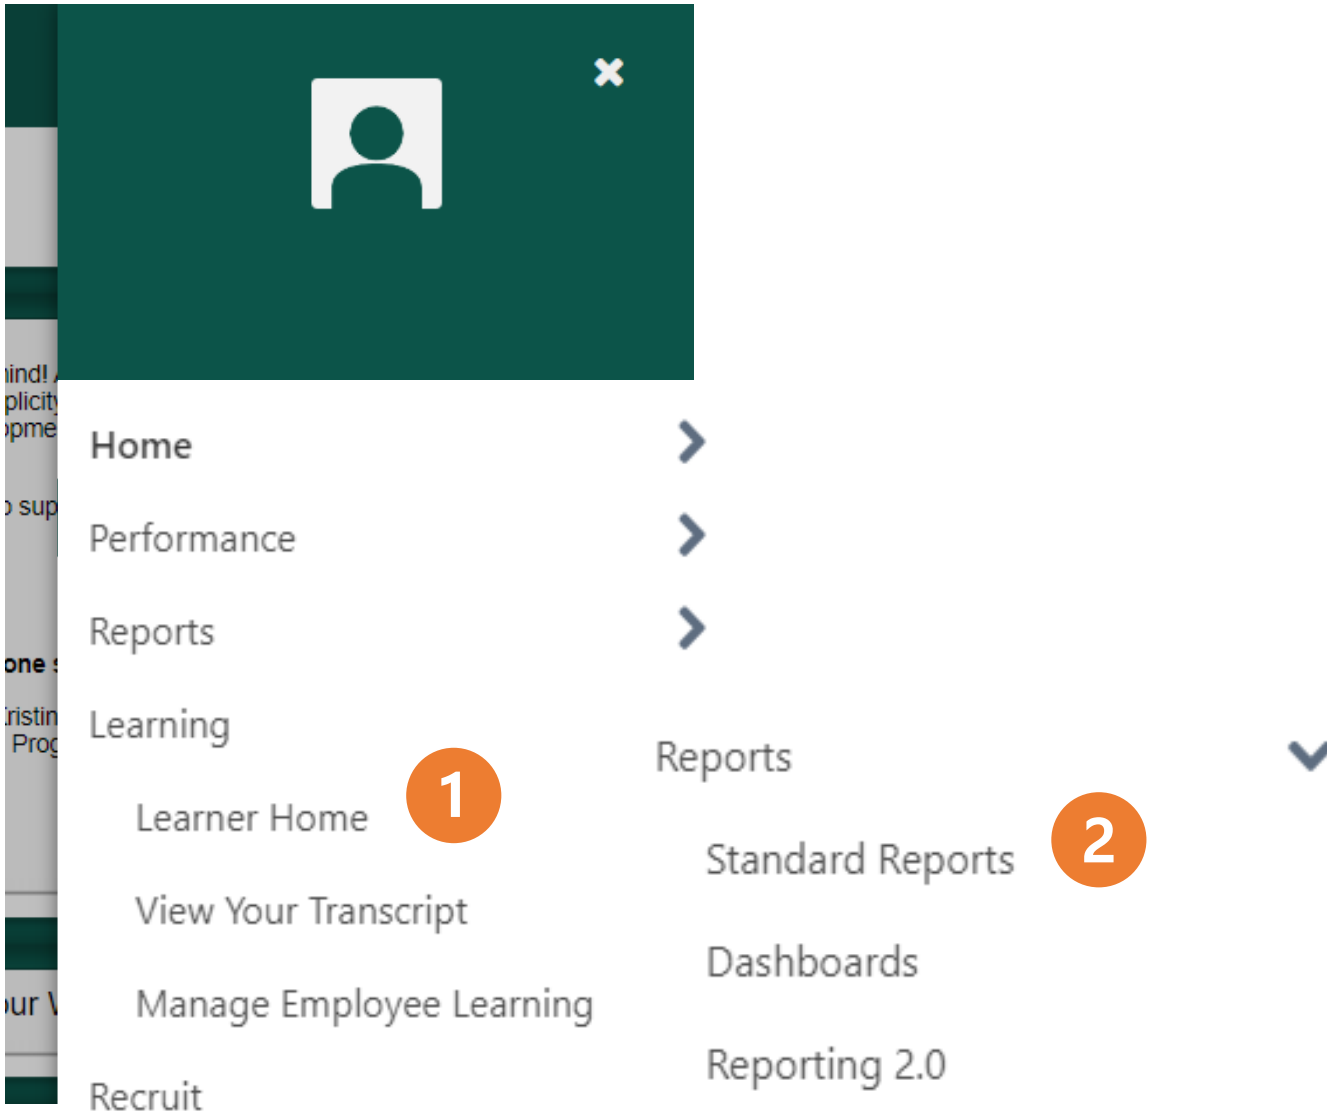 Home
Performance
Reports
Learning
Learner Home
1
View Your Transcript
Manage Employee Learning
Recruit
Reports
Standard Reports
2
Dashboards
Reporting 2.0
one